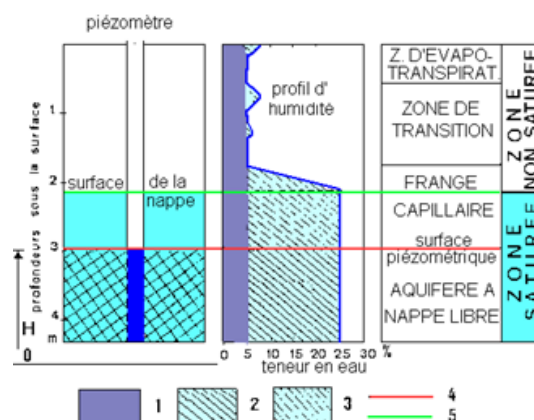 piézomètre
profondeurs sous la surface
1
2
3
4
m
H
0
surface de la
nappe
profil d'
humidité
0 5 10 15 20 25 30 %
teneur en eau
Z. D'EVAPO-
TRANSPIRAT.
ZONE DE
TRANSITION
FRANGE
CAPILLAIRE
surface
piézométrique
AQUIFERE A
NAPPE LIBRE
ZONE
NON SATUREE
ZONE
SATUREE
1
2
3
4
5